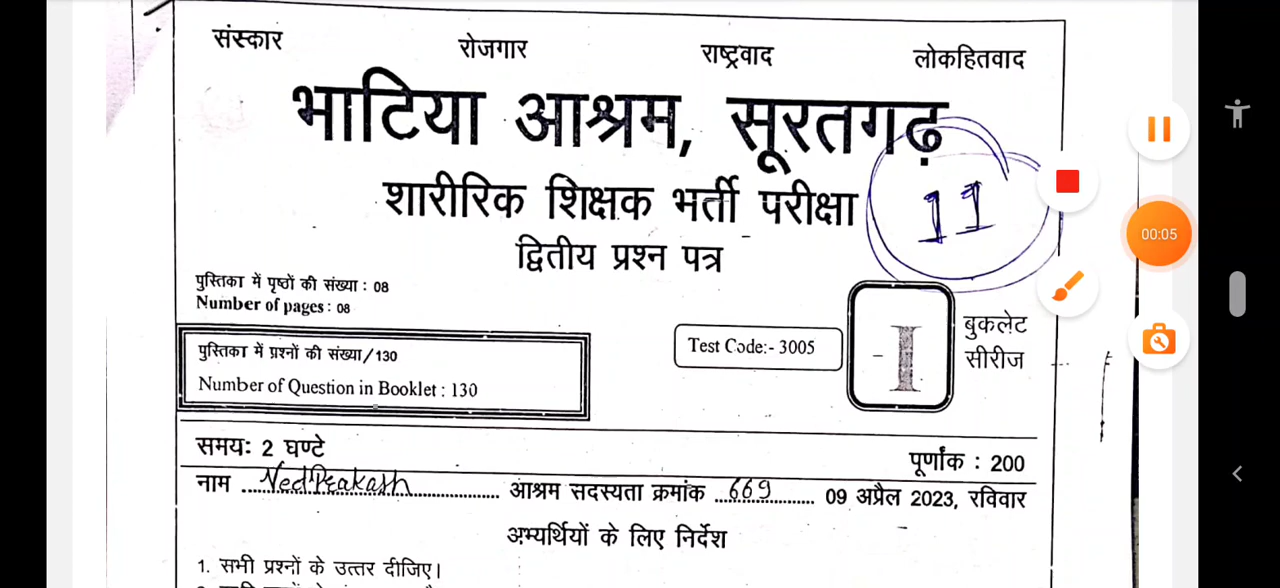 संस्कार रोजगार राष्ट्रवाद लोकहितवाद
भाटिया आश्रम, सूरतगढ़
शारीरिक शिक्षक भर्ती परीक्षा
11
द्वितीय प्रश्न पत्र
पुस्तिका में पृष्ठों की संख्या : 08
Number of pages : 08
पुस्तिका में प्रश्नों की संख्या/130
Number of Question in Booklet : 130
Test Code:- 3005
I
बुकलेट
सीरीज
00:05
समय: 2 घण्टे पूर्णांक : 200
नाम NedPrakash आश्रम सदस्यता क्रमांक 669 09 अप्रैल 2023, रविवार
अभ्यर्थियों के लिए निर्देश
1. सभी प्रश्नों के उत्तर दीजिए।